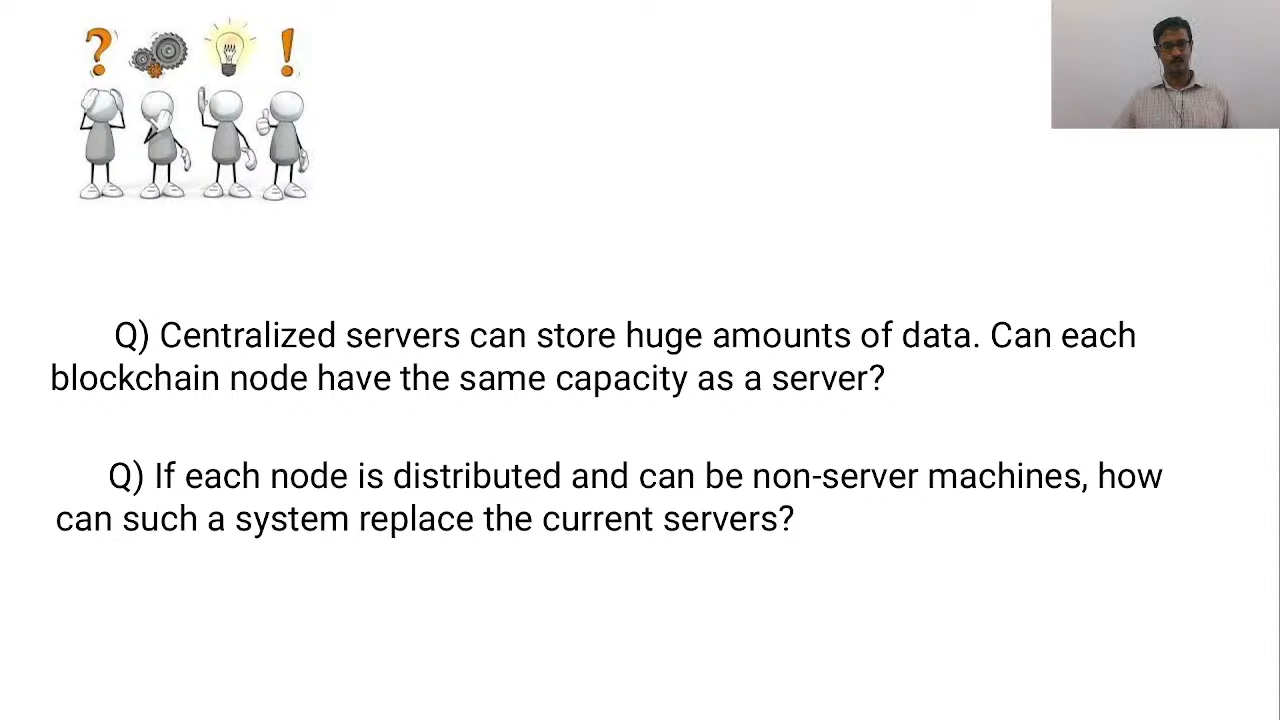 Q) Centralized servers can store huge amounts of data. Can each
blockchain node have the same capacity as a server?
Q) If each node is distributed and can be non-server machines, how
can such a system replace the current servers?